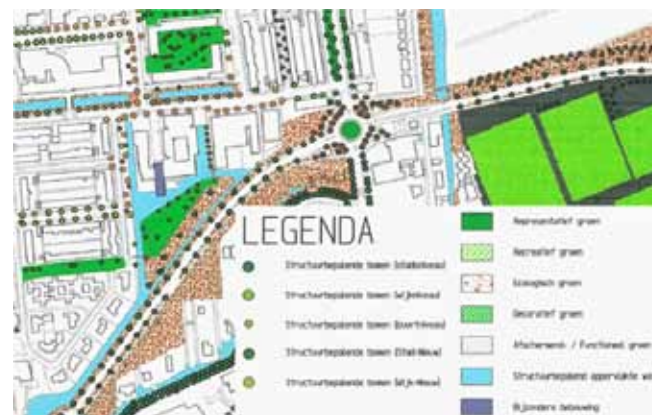 LEGENDA
Structuurbepalende bomen (stadsniveau)
Structuurbepalende bomen (wijkniveau)
Structuurbepalende bomen (buurtniveau)
Structuurbepalende bomen (Stad-Nieuw)
Structuurbepalende bomen (Wijk-Nieuw)
Representatief groen
Recreatief groen
Ecologisch groen
Decoratief groen
Afschermend / Functioneel groen
Structuurbepalend oppervlakte
Bijzondere bebouwing